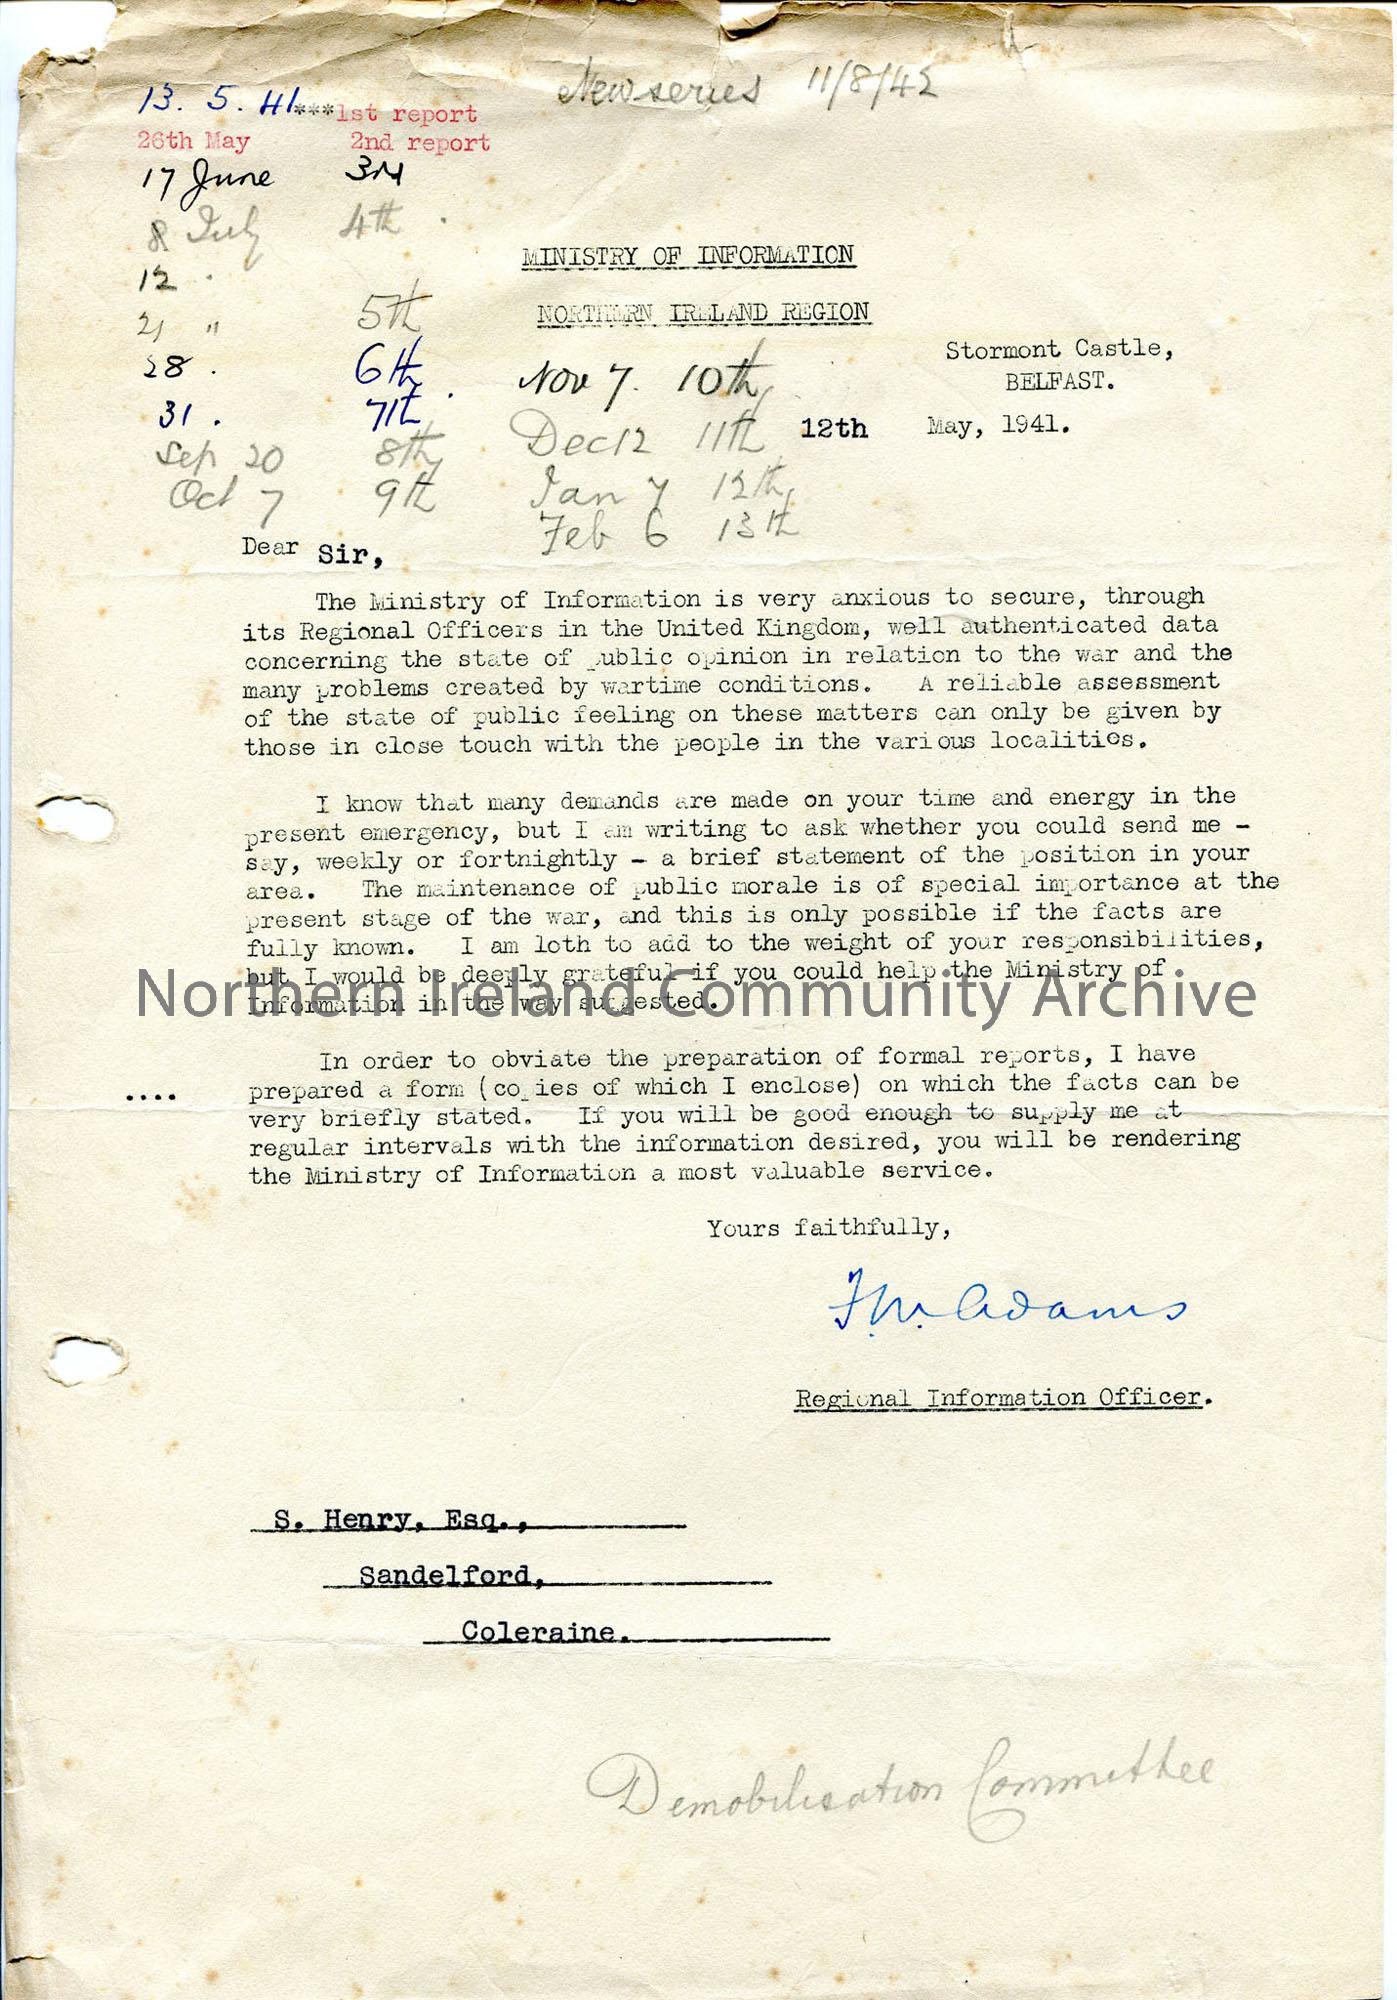 New series 11/8/42
13. 5. 41***1st report
26th May 2nd report
17 June 3rd
8 July 4th
12 "
21 " 5th
28 . 6th
31 . 7th
Sep 20 8th
Oct 7 9th
Nov 7. 10th
Dec 12 11th
Jan 7 12th
Feb 6 13th
MINISTRY OF INFORMATION
NORTHERN IRELAND REGION
Stormont Castle,
BELFAST.
12th May, 1941.
Dear Sir,
The Ministry of Information is very anxious to secure, through
its Regional Officers in the United Kingdom, well authenticated data
concerning the state of public opinion in relation to the war and the
many problems created by wartime conditions. A reliable assessment
of the state of public feeling on these matters can only be given by
those in close touch with the people in the various localities.
I know that many demands are made on your time and energy in the
present emergency, but I am writing to ask whether you could send me -
say, weekly or fortnightly - a brief statement of the position in your
area. The maintenance of public morale is of special importance at the
present stage of the war, and this is only possible if the facts are
fully known. I am loth to add to the weight of your responsibilities,
but I would be deeply grateful if you could help the Ministry of
Information in the way suggested.
Northern Ireland Community Archive
In order to obviate the preparation of formal reports, I have
.... prepared a form (copies of which I enclose) on which the facts can be
very briefly stated. If you will be good enough to supply me at
regular intervals with the information desired, you will be rendering
the Ministry of Information a most valuable service.
Yours faithfully,
F.W. Adams
Regional Information Officer.
S. Henry, Esq.,
Sandelford,
Coleraine.
Demobilisation Committee